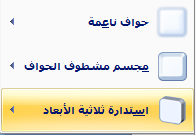 حواف ناعمة
مجسم مشطوف الحواف
استدارة ثلاثية الأبعاد